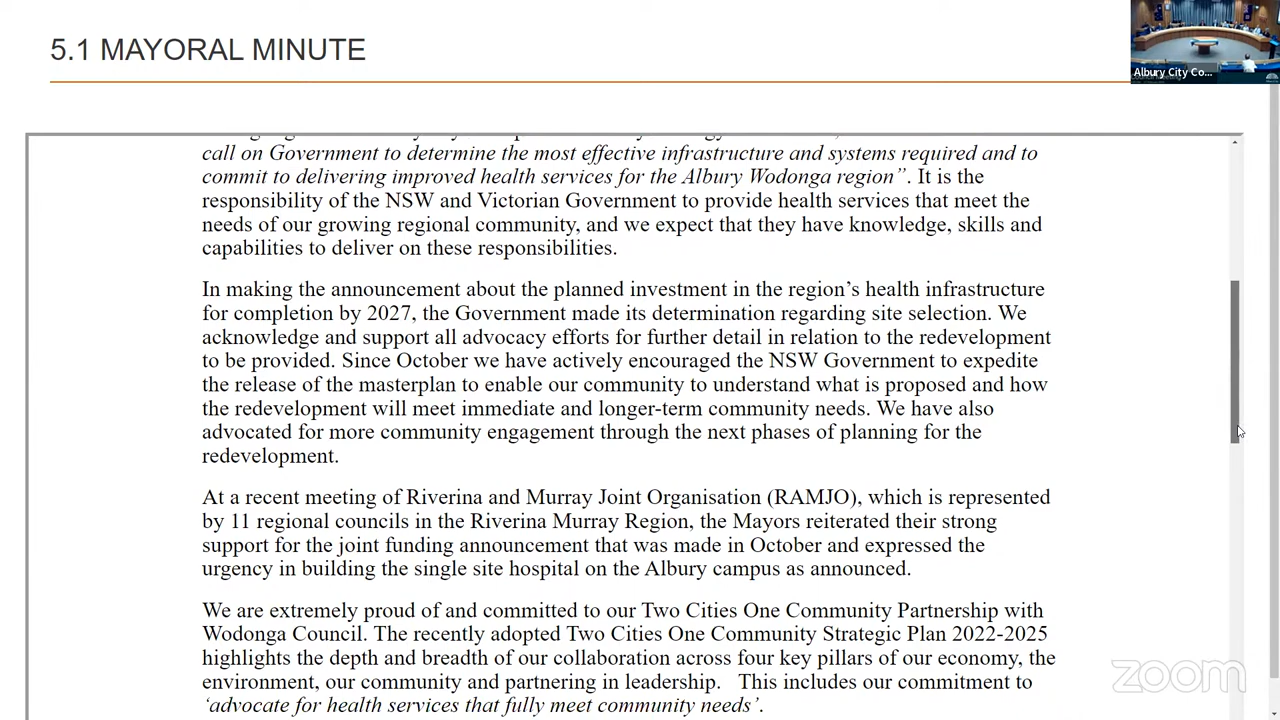 5.1 MAYORAL MINUTE
Albury City Co...
call on Government to determine the most effective infrastructure and systems required and to
commit to delivering improved health services for the Albury Wodonga region”. It is the
responsibility of the NSW and Victorian Government to provide health services that meet the
needs of our growing regional community, and we expect that they have knowledge, skills and
capabilities to deliver on these responsibilities.
In making the announcement about the planned investment in the region’s health infrastructure
for completion by 2027, the Government made its determination regarding site selection. We
acknowledge and support all advocacy efforts for further detail in relation to the redevelopment
to be provided. Since October we have actively encouraged the NSW Government to expedite
the release of the masterplan to enable our community to understand what is proposed and how
the redevelopment will meet immediate and longer-term community needs. We have also
advocated for more community engagement through the next phases of planning for the
redevelopment.
At a recent meeting of Riverina and Murray Joint Organisation (RAMJO), which is represented
by 11 regional councils in the Riverina Murray Region, the Mayors reiterated their strong
support for the joint funding announcement that was made in October and expressed the
urgency in building the single site hospital on the Albury campus as announced.
We are extremely proud of and committed to our Two Cities One Community Partnership with
Wodonga Council. The recently adopted Two Cities One Community Strategic Plan 2022-2025
highlights the depth and breadth of our collaboration across four key pillars of our economy, the
environment, our community and partnering in leadership. This includes our commitment to
‘advocate for health services that fully meet community needs’.
zoom